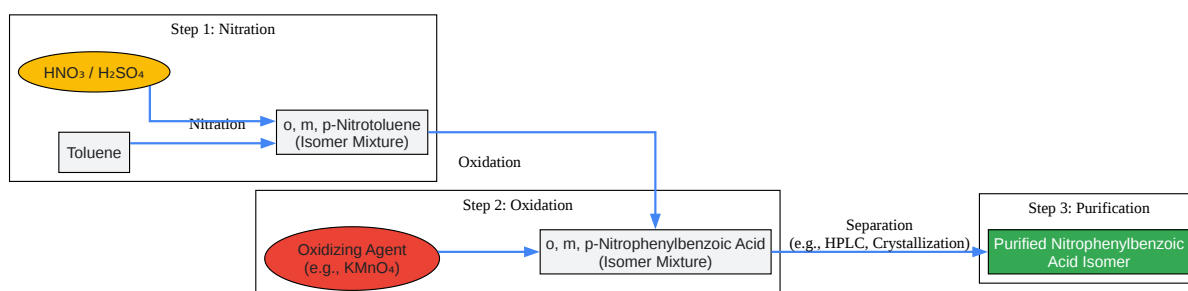 Step 1: Nitration
HNO₃ / H₂SO₄
Nitration
Toluene
o, m, p-Nitrotoluene
(Isomer Mixture)
Oxidation
Step 2: Oxidation
Oxidizing Agent
(e.g., KMnO₄)
o, m, p-Nitrophenylbenzoic Acid
(Isomer Mixture)
Separation
(e.g., HPLC, Crystallization)
Step 3: Purification
Purified Nitrophenylbenzoic
Acid Isomer